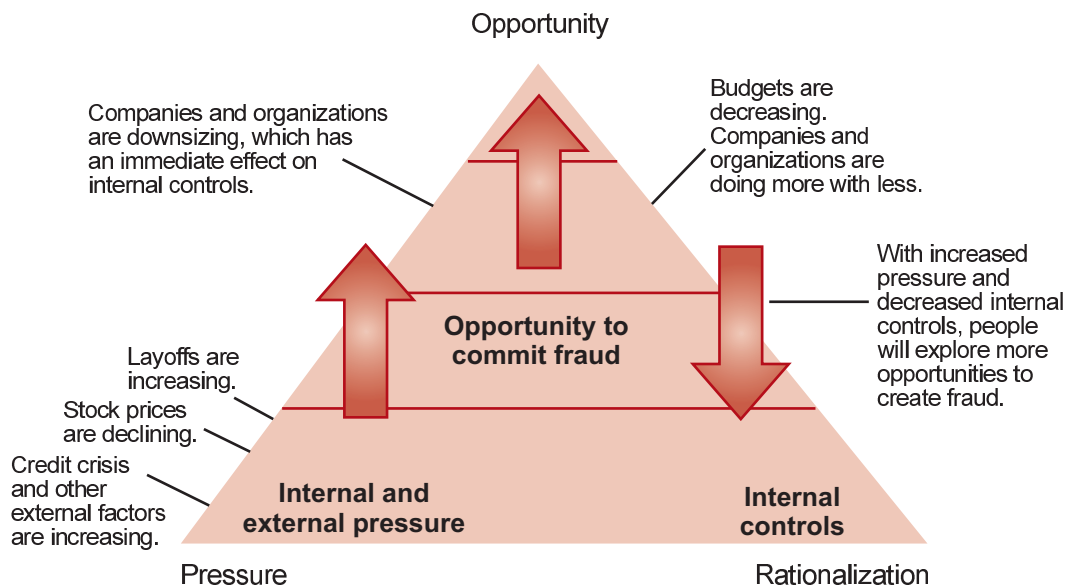 Opportunity
Companies and organizations
are downsizing, which has
an immediate effect on
internal controls.
Budgets are
decreasing.
Companies and
organizations are
doing more with less.
With increased
pressure and
decreased internal
controls, people
will explore more
opportunities to
create fraud.
Opportunity to
commit fraud
Layoffs are
increasing.
Stock prices
are declining.
Credit crisis
and other
external factors
are increasing.
Internal and
external pressure
Internal
controls
Pressure
Rationalization